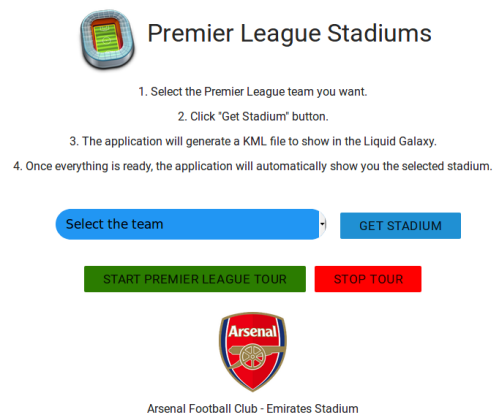 Premier League Stadiums
1. Select the Premier League team you want.
2. Click "Get Stadium" button.
3. The application will generate a KML file to show in the Liquid Galaxy.
4. Once everything is ready, the application will automatically show you the selected stadium.
Select the team
GET STADIUM
START PREMIER LEAGUE TOUR
STOP TOUR
Arsenal
Arsenal Football Club - Emirates Stadium